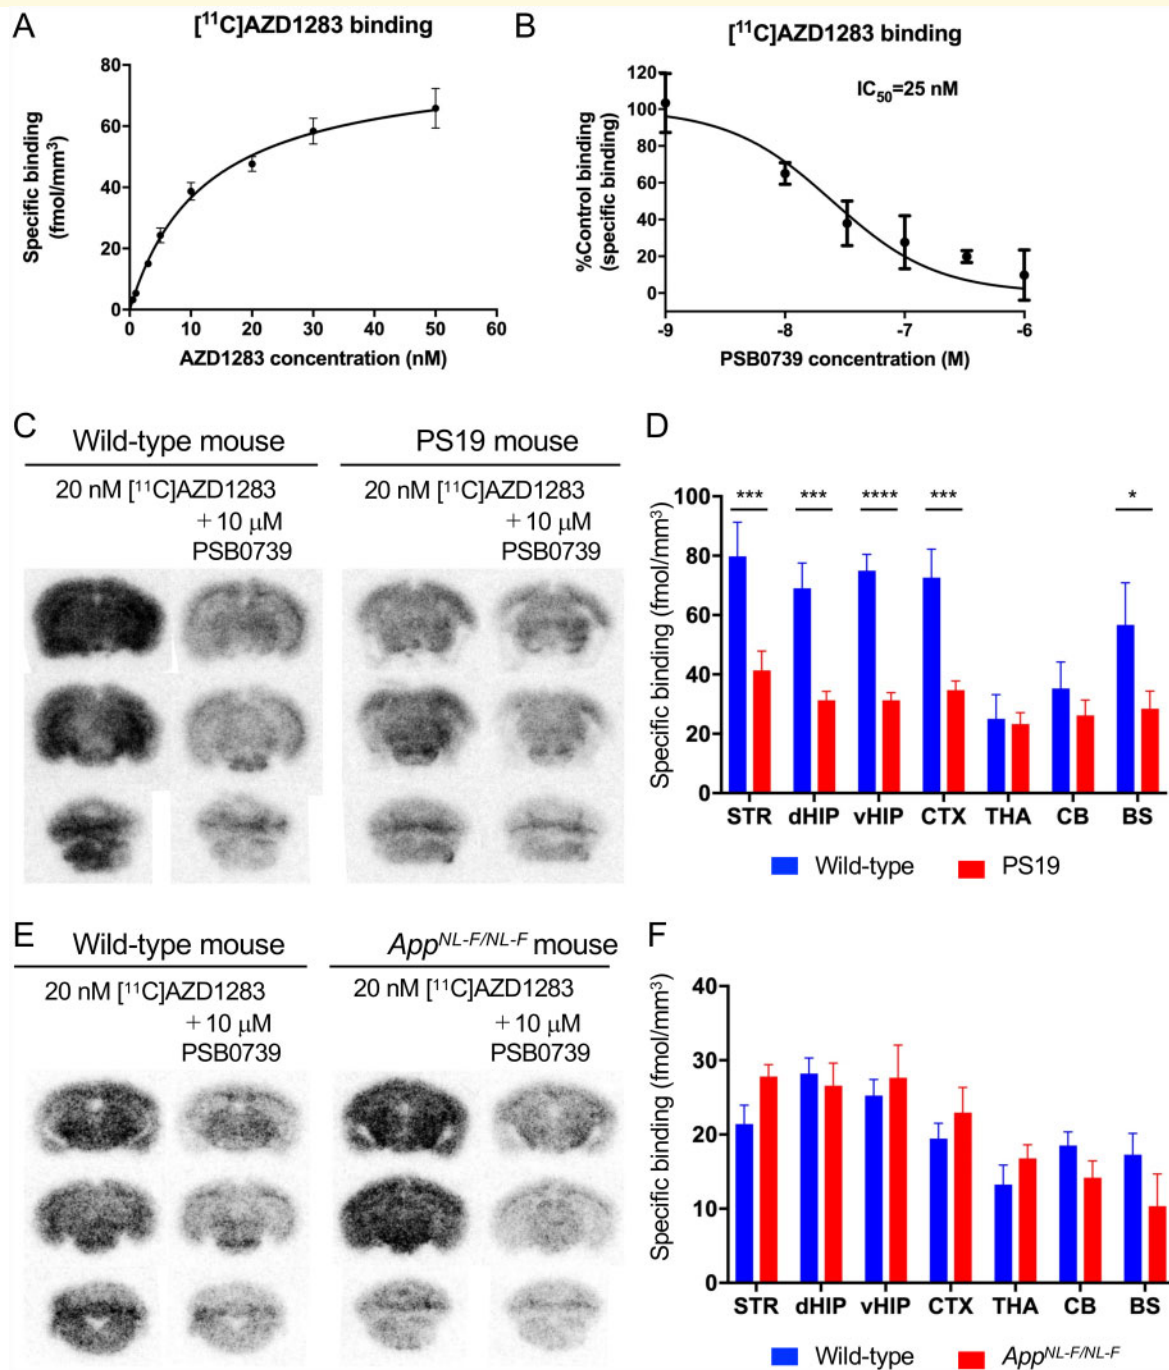 A
[¹¹C]AZD1283 binding
Specific binding
(fmol/mm³)
80
60
40
20
0
0 10 20 30 40 50 60
AZD1283 concentration (nM)
B
[¹¹C]AZD1283 binding
IC₅₀=25 nM
%Control binding
(specific binding)
120
100
80
60
40
20
0
-9 -8 -7 -6
PSB0739 concentration (M)
C
Wild-type mouse
20 nM [¹¹C]AZD1283
+ 10 μM
PSB0739
PS19 mouse
20 nM [¹¹C]AZD1283
+ 10 μM
PSB0739
D
Specific binding (fmol/mm³)
100
80
60
40
20
0
*** *** **** *** *
STR dHIP vHIP CTX THA CB BS
Wild-type PS19
E
Wild-type mouse
20 nM [¹¹C]AZD1283
+ 10 μM
PSB0739
App^NL-F/NL-F mouse
20 nM [¹¹C]AZD1283
+ 10 μM
PSB0739
F
Specific binding (fmol/mm³)
40
30
20
10
0
STR dHIP vHIP CTX THA CB BS
Wild-type App^NL-F/NL-F